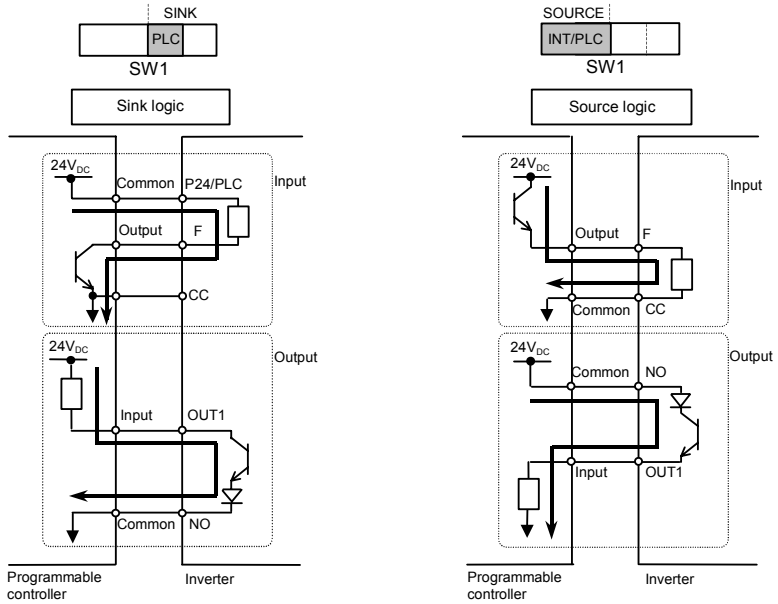 SINK
PLC
SW1
Sink logic
24VDC
Common P24/PLC
Input
Output F
CC
24VDC
Output
Input OUT1
Common NO
Programmable
controller
Inverter
SOURCE
INT/PLC
SW1
Source logic
24VDC
Input
Output F
Common CC
24VDC
Output
Common NO
Input OUT1
Programmable
controller
Inverter